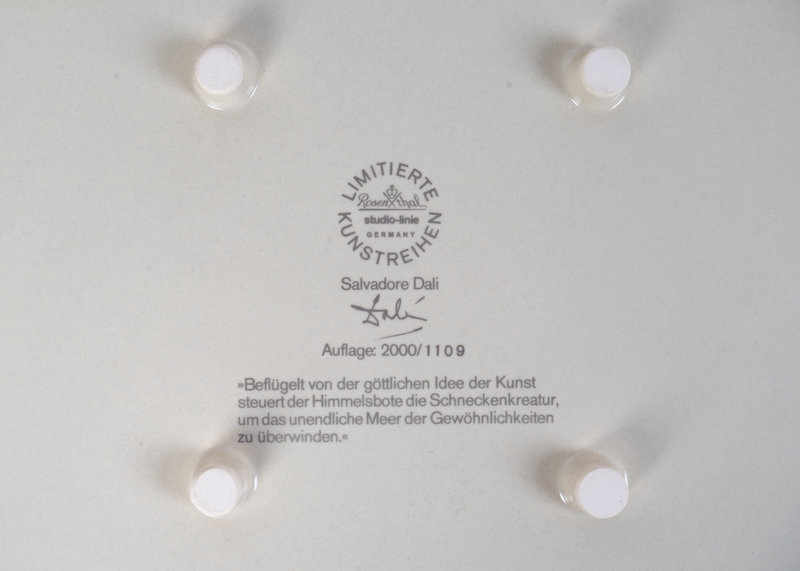 LIMITIERTE
Rosenthal
studio-linie
GERMANY
KUNSTREIHEN
Salvadore Dali
Dalí
Auflage: 2000/1109
»Beflügelt von der göttlichen Idee der Kunst
steuert der Himmelsbote die Schneckenkreatur,
um das unendliche Meer der Gewöhnlichkeiten
zu überwinden.«